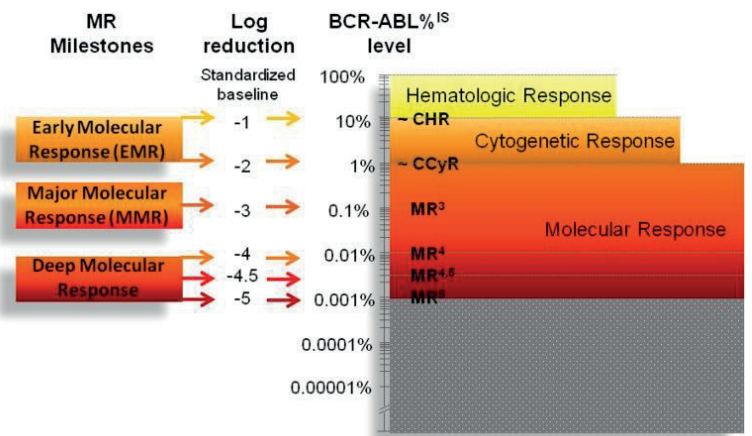 MR
Milestones
Log
reduction
BCR-ABL%IS
level
Standardized
baseline
Early Molecular
Response (EMR)
Major Molecular
Response (MMR)
Deep Molecular
Response
-1
-2
-3
-4
-4.5
-5
100%
10%
1%
0.1%
0.01%
0.001%
0.0001%
0.00001%
Hematologic Response
~ CHR
Cytogenetic Response
~ CCyR
MR3
Molecular Response
MR4
MR4,5
MR5